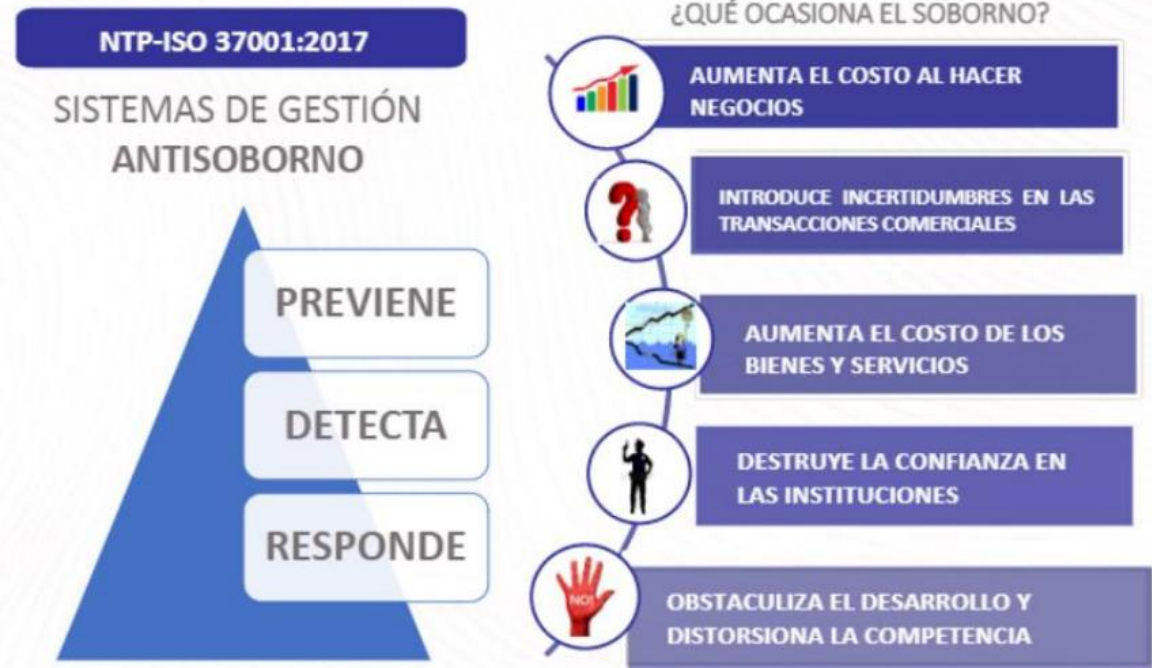 NTP-ISO 37001:2017
SISTEMAS DE GESTIÓN
ANTISOBORNO
PREVIENE
DETECTA
RESPONDE
¿QUÉ OCASIONA EL SOBORNO?
AUMENTA EL COSTO AL HACER
NEGOCIOS
INTRODUCE INCERTIDUMBRES EN LAS
TRANSACCIONES COMERCIALES
AUMENTA EL COSTO DE LOS
BIENES Y SERVICIOS
DESTRUYE LA CONFIANZA EN
LAS INSTITUCIONES
NO!
OBSTACULIZA EL DESARROLLO Y
DISTORSIONA LA COMPETENCIA